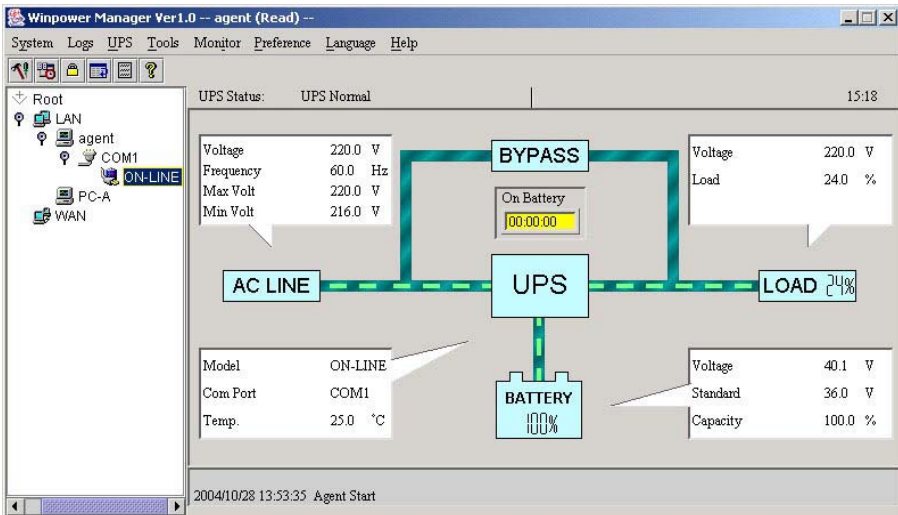 Winpower Manager Ver1.0 -- agent (Read) --
System Logs UPS Tools Monitor Preference Language Help
Root
LAN
agent
COM1
ON-LINE
PC-A
WAN
UPS Status: UPS Normal 15:18
Voltage 220.0 V
Frequency 60.0 Hz
Max Volt 220.0 V
Min Volt 216.0 V
BYPASS
On Battery
00:00:00
Voltage 220.0 V
Load 24.0 %
AC LINE
UPS
LOAD 24%
Model ON-LINE
Com Port COM1
Temp. 25.0 °C
BATTERY
100%
Voltage 40.1 V
Standard 36.0 V
Capacity 100.0 %
2004/10/28 13:53:35 Agent Start